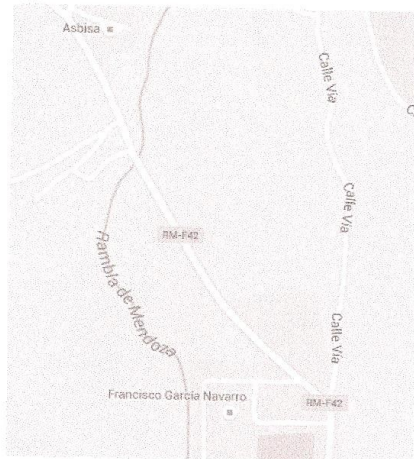 Asbisa
Calle Vía
Calle Vía
RM-F42
Rambla de Mendoza
Calle Vía
Francisco García Navarro
RM-F42
C